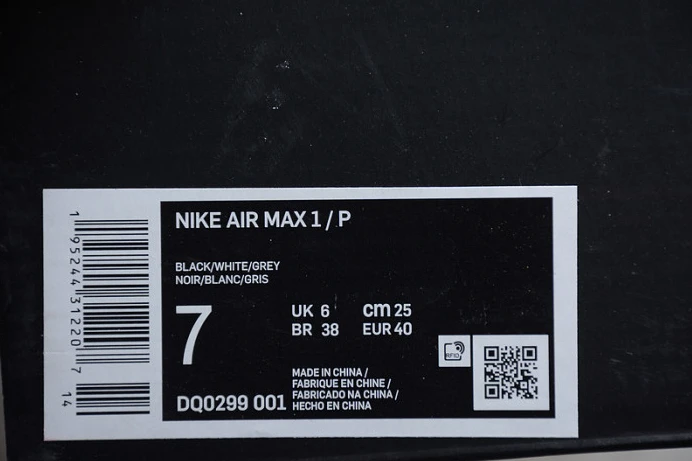 NIKE AIR MAX 1 / P
BLACK/WHITE/GREY
NOIR/BLANC/GRIS
7
UK 6 cm 25
BR 38 EUR 40
MADE IN CHINA /
FABRIQUE EN CHINE /
FABRICADO NA CHINA /
HECHO EN CHINA
DQ0299 001
RFID
1 95244 31220 7
14